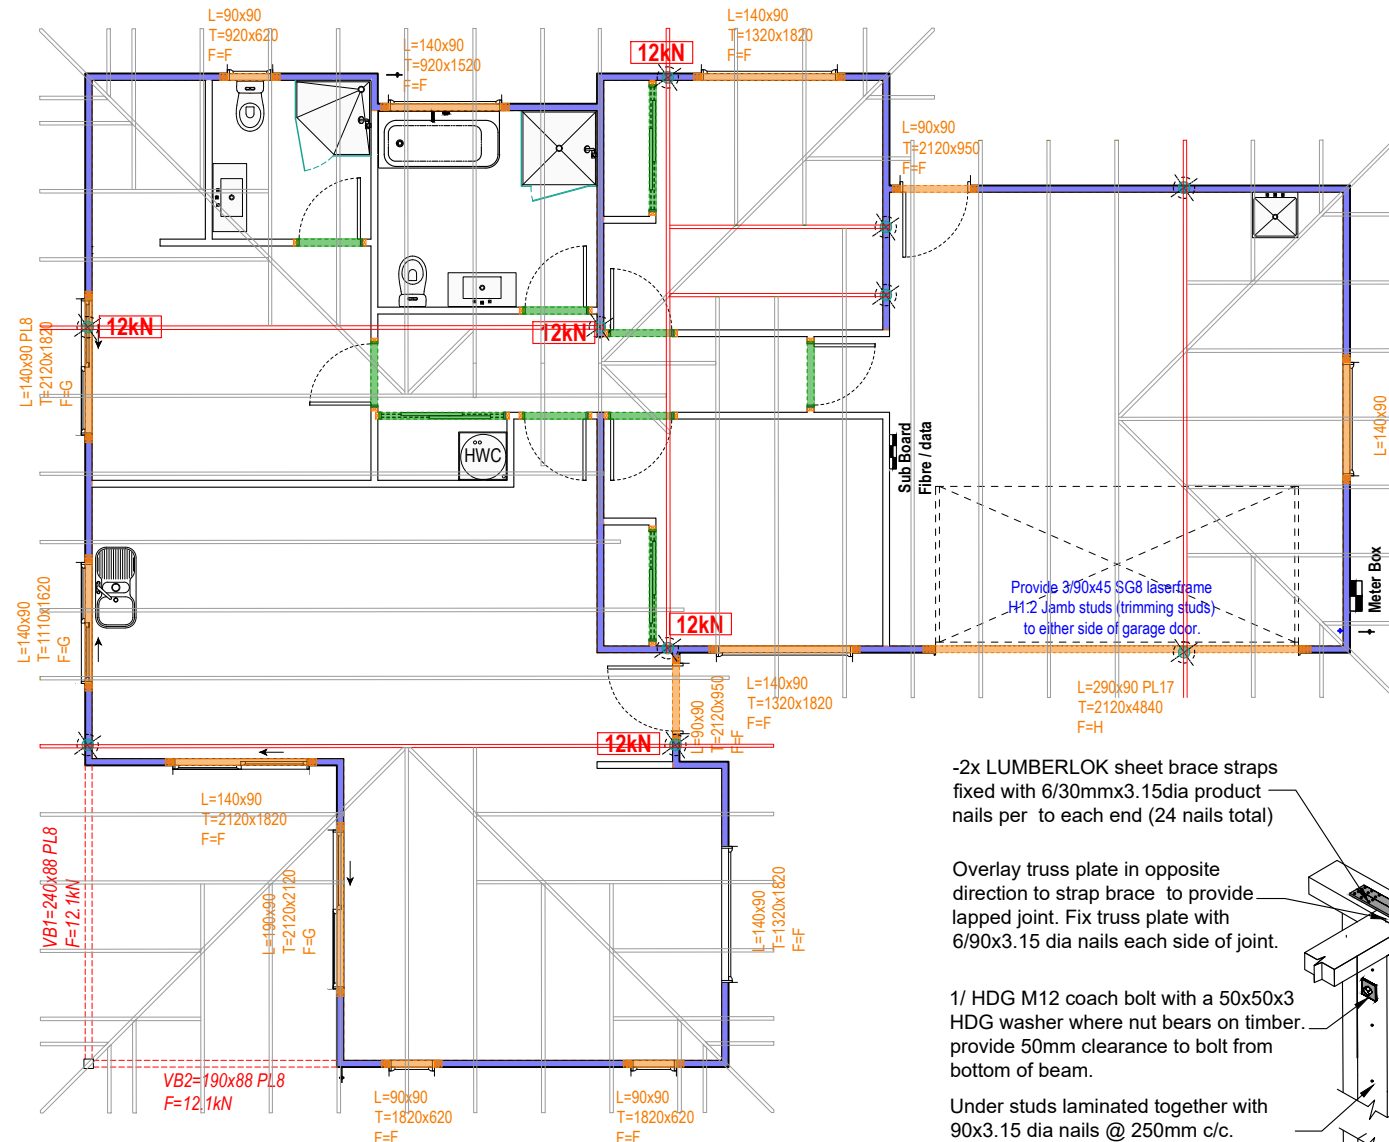 L=90x90
T=920x620
F=F
L=140x90
T=920x1520
F=F
L=140x90
T=1320x1820
F=F
12kN
L=90x90
T=2120x950
F=F
L=140x90 PL8
T=2120x1820
F=G
12kN
12kN
HWC
Sub Board
Fibre / data
L=140x90
L=140x90
T=1110x1620
F=G
Provide 3/90x45 SG8 laserframe
H1.2 Jamb studs (trimming studs)
to either side of garage door.
Meter Box
12kN
L=90x90
T=2120x950
F=F
L=140x90
T=1320x1820
F=F
L=290x90 PL17
T=2120x4840
F=H
12kN
L=140x90
T=2120x1820
F=F
VB1=240x88 PL8
F=12.1kN
L=190x90
T=2120x2120
F=G
L=140x90
T=1320x1820
F=F
VB2=190x88 PL8
F=12.1kN
L=90x90
T=1820x620
F=F
L=90x90
T=1820x620
F=F
-2x LUMBERLOK sheet brace straps
fixed with 6/30mmx3.15dia product
nails per to each end (24 nails total)
Overlay truss plate in opposite
direction to strap brace to provide
lapped joint. Fix truss plate with
6/90x3.15 dia nails each side of joint.
1/ HDG M12 coach bolt with a 50x50x3
HDG washer where nut bears on timber.
provide 50mm clearance to bolt from
bottom of beam.
Under studs laminated together with
90x3.15 dia nails @ 250mm c/c.